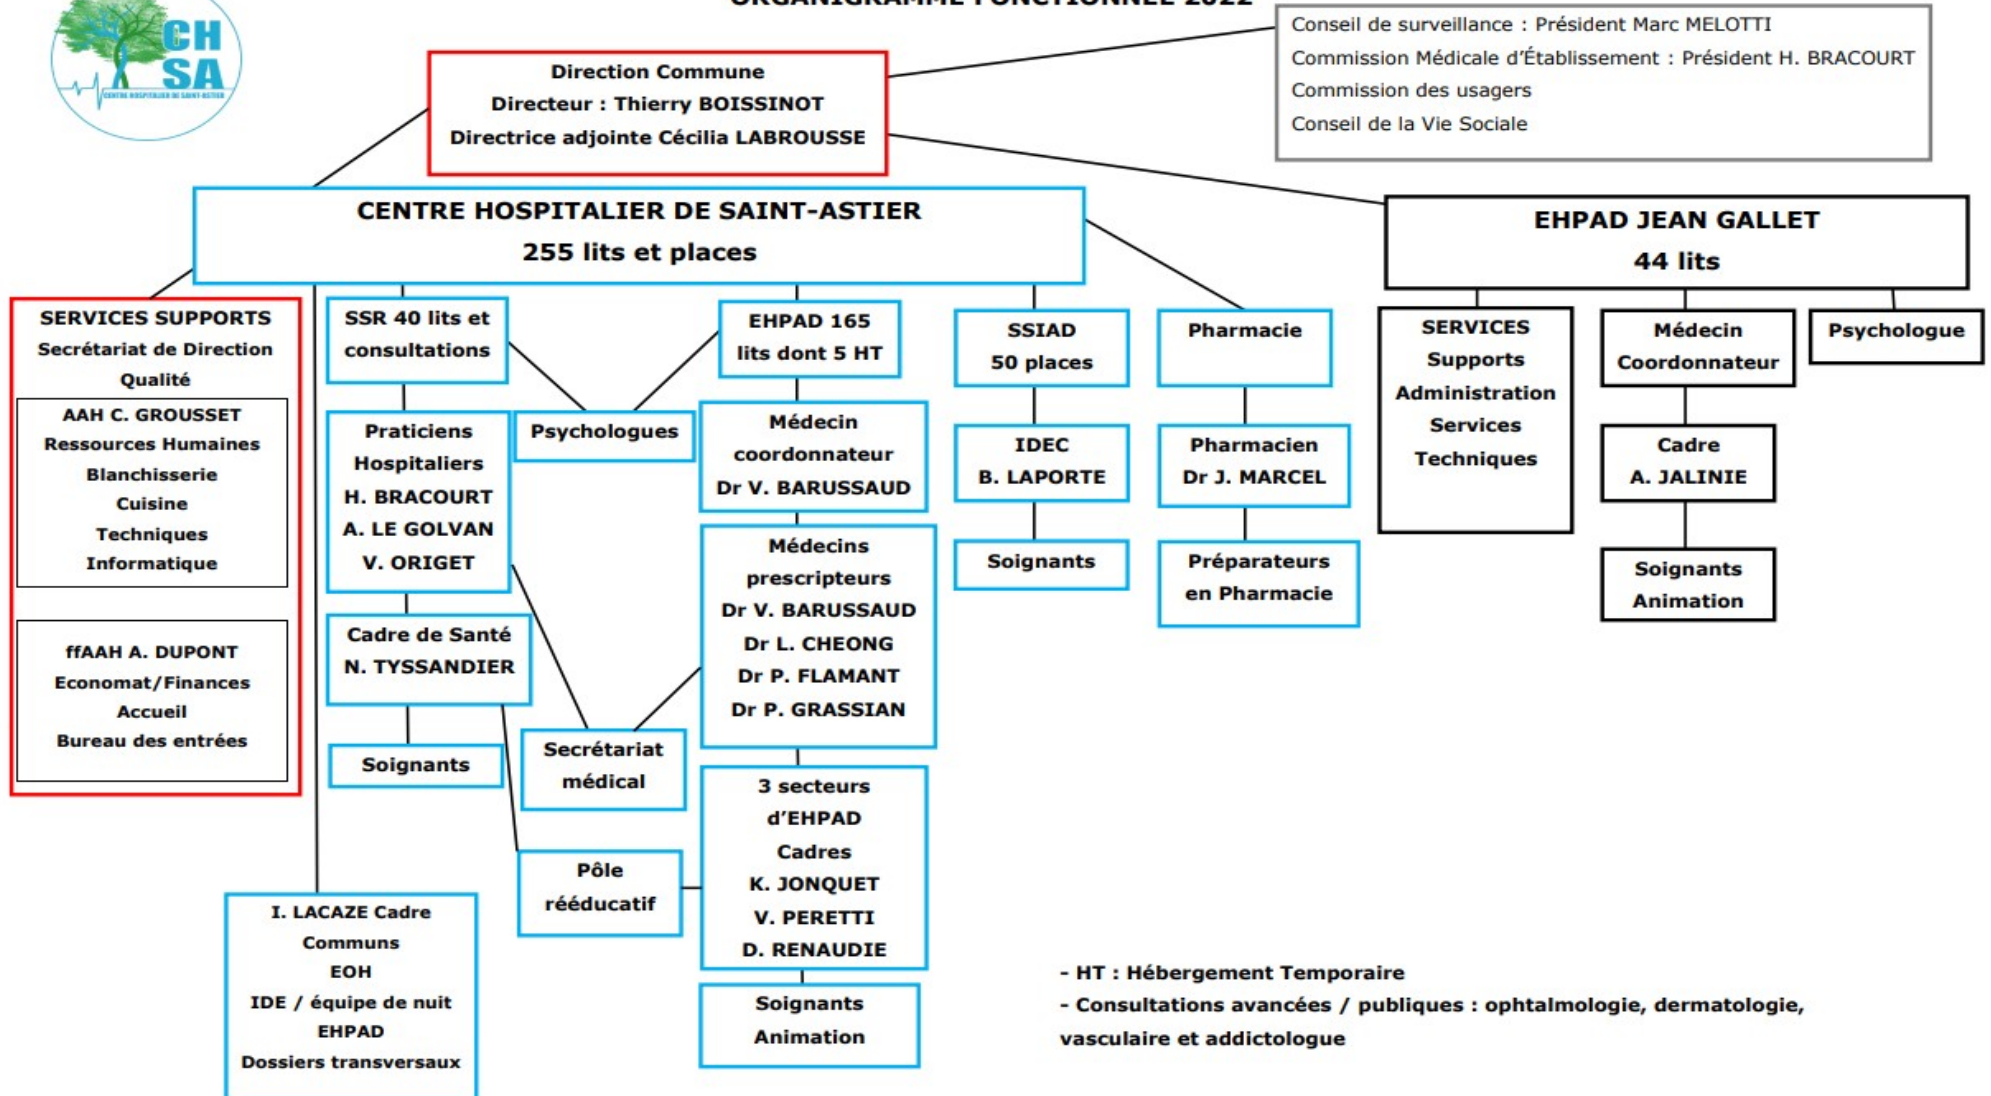 ORGANIGRAMME FONCTIONNEL 2022
CH
SA
CENTRE HOSPITALIER DE SAINT-ASTIER
Conseil de surveillance : Président Marc MELOTTI
Commission Médicale d'Établissement : Président H. BRACOURT
Commission des usagers
Conseil de la Vie Sociale
Direction Commune
Directeur : Thierry BOISSINOT
Directrice adjointe Cécilia LABROUSSE
CENTRE HOSPITALIER DE SAINT-ASTIER
255 lits et places
EHPAD JEAN GALLET
44 lits
SERVICES SUPPORTS
Secrétariat de Direction
Qualité
AAH C. GROUSSET
Ressources Humaines
Blanchisserie
Cuisine
Techniques
Informatique
ffAAH A. DUPONT
Economat/Finances
Accueil
Bureau des entrées
SSR 40 lits et
consultations
Praticiens
Hospitaliers
H. BRACOURT
A. LE GOLVAN
V. ORIGET
Cadre de Santé
N. TYSSANDIER
Soignants
Psychologues
Secrétariat
médical
Pôle
rééducatif
I. LACAZE Cadre
Communs
EOH
IDE / équipe de nuit
EHPAD
Dossiers transversaux
EHPAD 165
lits dont 5 HT
Médecin
coordonnateur
Dr V. BARUSSAUD
Médecins
prescripteurs
Dr V. BARUSSAUD
Dr L. CHEONG
Dr P. FLAMANT
Dr P. GRASSIAN
3 secteurs
d'EHPAD
Cadres
K. JONQUET
V. PERETTI
D. RENAUDIE
Soignants
Animation
SSIAD
50 places
IDEC
B. LAPORTE
Soignants
Pharmacie
Pharmacien
Dr J. MARCEL
Préparateurs
en Pharmacie
SERVICES
Supports
Administration
Services
Techniques
Médecin
Coordonnateur
Cadre
A. JALINIE
Soignants
Animation
Psychologue
- HT : Hébergement Temporaire
- Consultations avancées / publiques : ophtalmologie, dermatologie,
vasculaire et addictologue